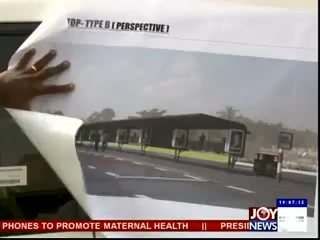 TOP- TYPE B [ PERSPECTIVE ]
19:07:15
JOY
NEWS
PHONES TO PROMOTE MATERNAL HEALTH || PRESI